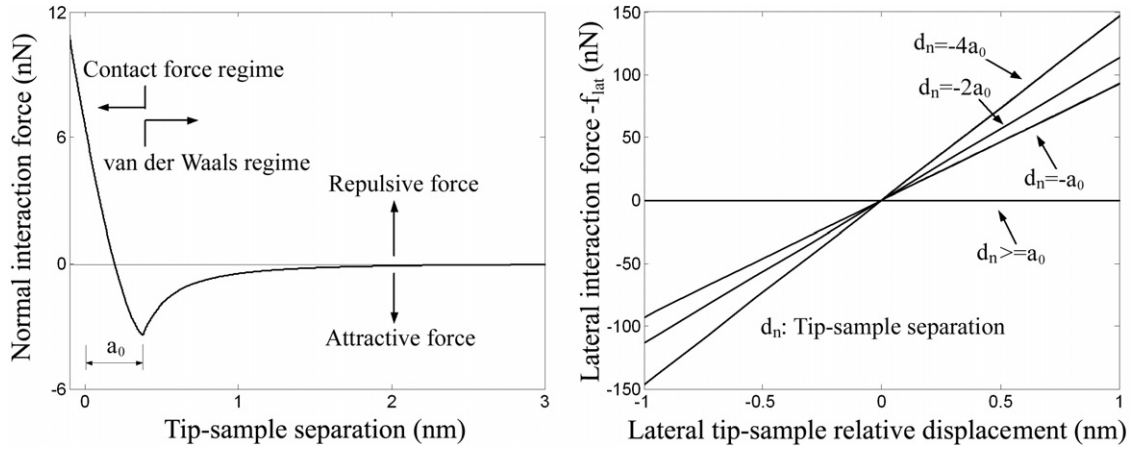 12
6
0
-6
Normal interaction force (nN)
Contact force regime
van der Waals regime
Repulsive force
Attractive force
a₀
0
1
2
3
Tip-sample separation (nm)
150
100
50
0
-50
-100
-150
Lateral interaction force -f_lat (nN)
d_n=-4a₀
d_n=-2a₀
d_n=-a₀
d_n>=a₀
d_n: Tip-sample separation
-1
-0.5
0
0.5
1
Lateral tip-sample relative displacement (nm)